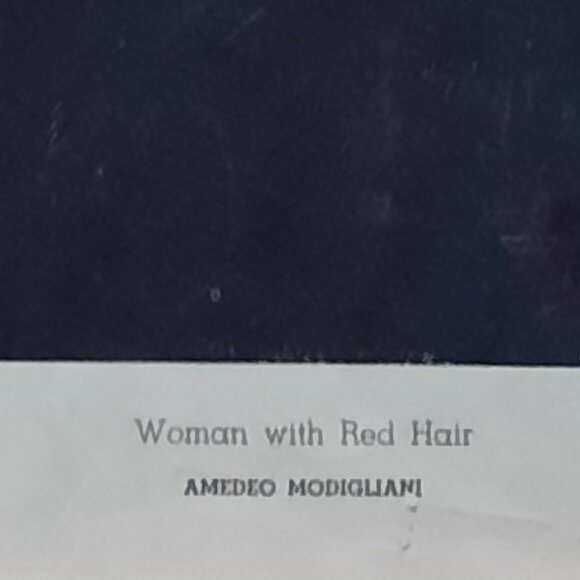 Woman with Red Hair
AMEDEO MODIGLIANI